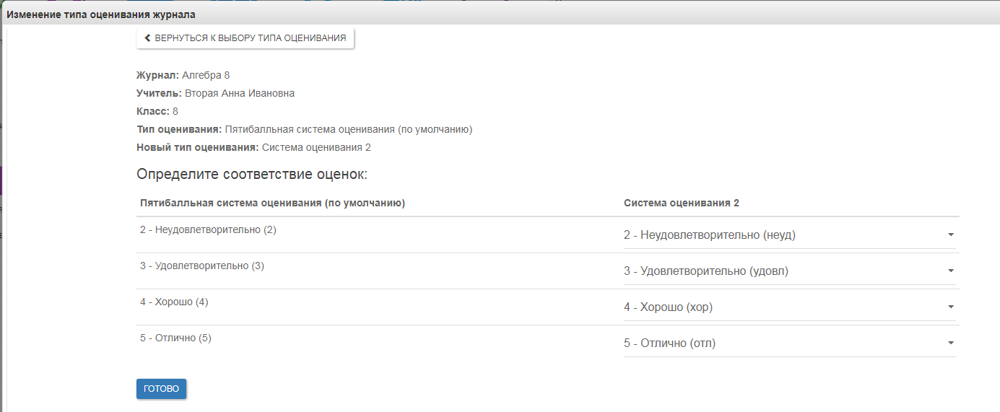 Изменение типа оценивания журнала
ВЕРНУТЬСЯ К ВЫБОРУ ТИПА ОЦЕНИВАНИЯ
Журнал: Алгебра 8
Учитель: Вторая Анна Ивановна
Класс: 8
Тип оценивания: Пятибалльная система оценивания (по умолчанию)
Новый тип оценивания: Система оценивания 2
Определите соответствие оценок:
Пятибалльная система оценивания (по умолчанию) Система оценивания 2
2 - Неудовлетворительно (2) 2 - Неудовлетворительно (неуд)
3 - Удовлетворительно (3) 3 - Удовлетворительно (удовл)
4 - Хорошо (4) 4 - Хорошо (хор)
5 - Отлично (5) 5 - Отлично (отл)
ГОТОВО